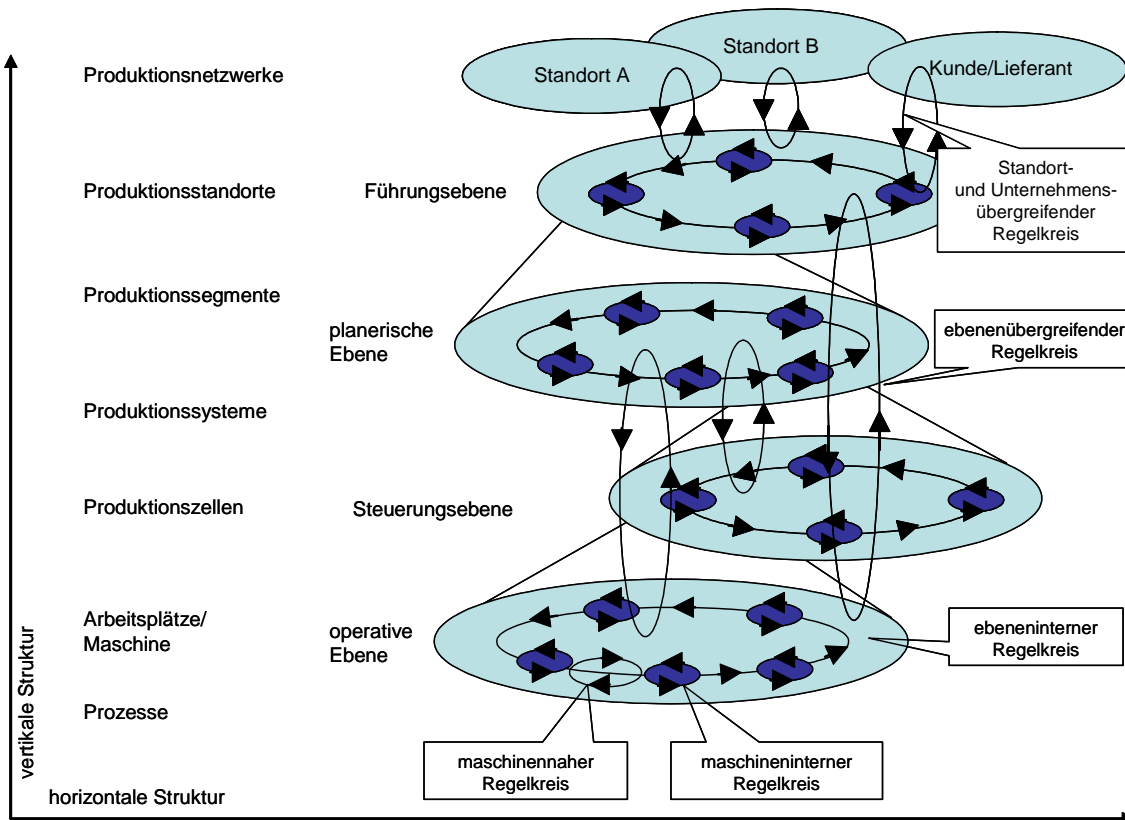 Produktionsnetzwerke
Standort A
Standort B
Kunde/Lieferant
Produktionsstandorte
Führungsebene
Standort-
und Unternehmens-
übergreifender
Regelkreis
Produktionssegmente
planerische
Ebene
ebenenübergreifender
Regelkreis
Produktionssysteme
Produktionszellen
Steuerungsebene
Arbeitsplätze/
Maschine
operative
Ebene
ebeneninterner
Regelkreis
Prozesse
maschinennaher
Regelkreis
maschineninterner
Regelkreis
vertikale Struktur
horizontale Struktur